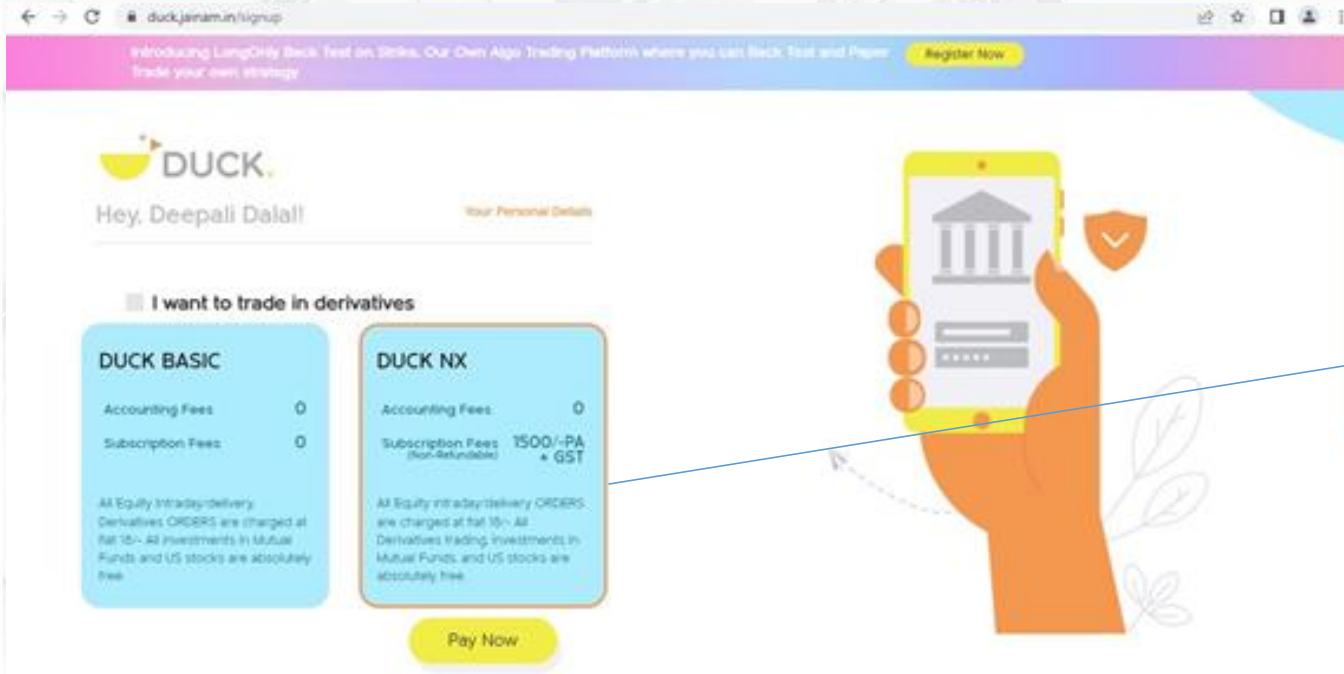 duck.jainam.in/signup
Introducing LongOnly Back Test on Strike, Our Own Algo Trading Platform where you can Back Test and Paper
Trade your own strategy
Register Now
DUCK.
Hey, Deepali Dalal!
Your Personal Details
I want to trade in derivatives
DUCK BASIC
Accounting Fees 0
Subscription Fees 0
All Equity Intraday/delivery,
Derivatives ORDERS are charged at
flat All investments in Mutual
Funds and US stocks are absolutely
free
DUCK NX
Accounting Fees 0
Subscription Fees 1500/-PA
(Non-Refundable) + GST
All Equity intraday/delivery ORDERS
are charged at flat All
Derivatives trading, investments in
Mutual Funds, and US stocks are
absolutely free
Pay Now